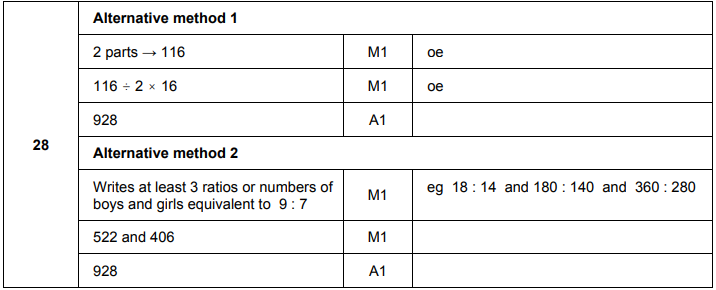 Alternative method 1
2 parts → 116 M1 oe
116 ÷ 2 × 16 M1 oe
928 A1
28
Alternative method 2
Writes at least 3 ratios or numbers of
boys and girls equivalent to 9 : 7 M1 eg 18 : 14 and 180 : 140 and 360 : 280
522 and 406 M1
928 A1